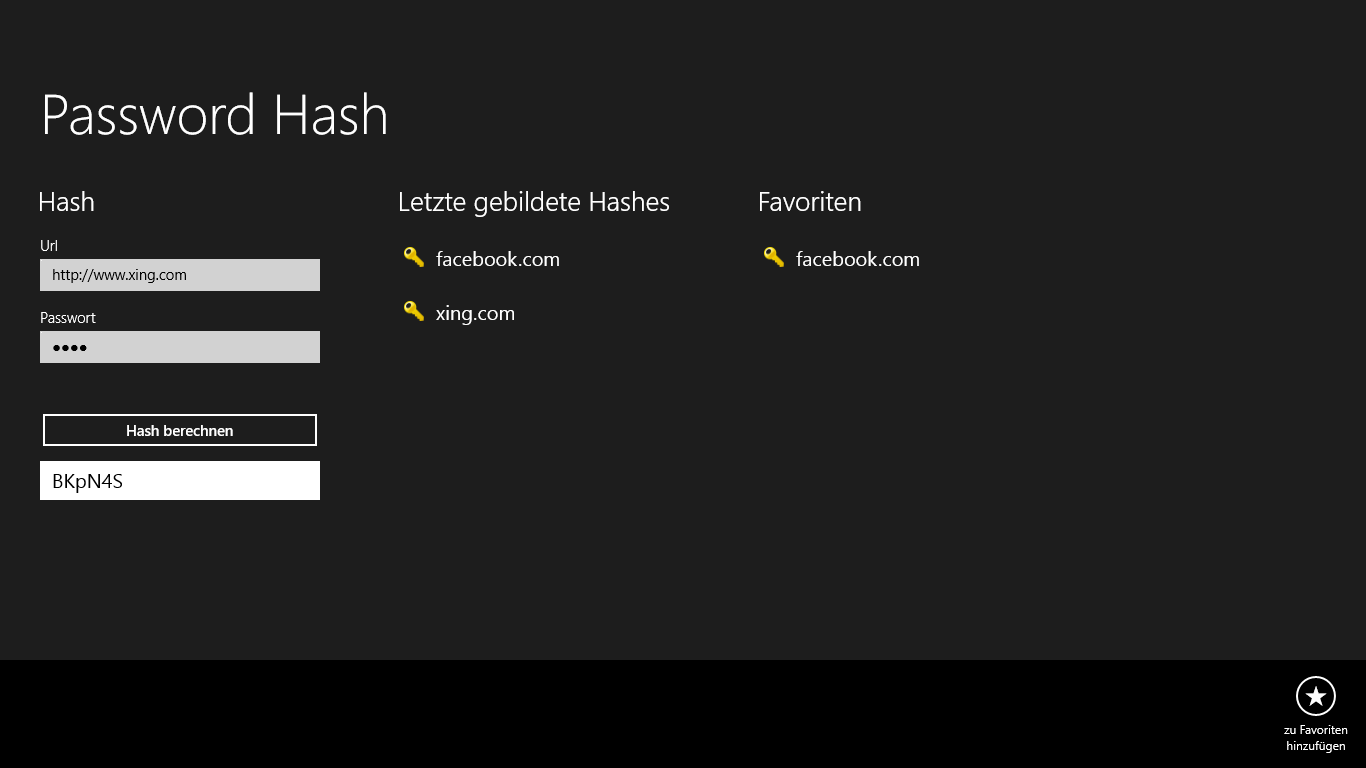 Password Hash
Hash
Url
http://www.xing.com
Passwort
••••
Hash berechnen
BKpN4S
Letzte gebildete Hashes
facebook.com
xing.com
Favoriten
facebook.com
zu Favoriten
hinzufügen